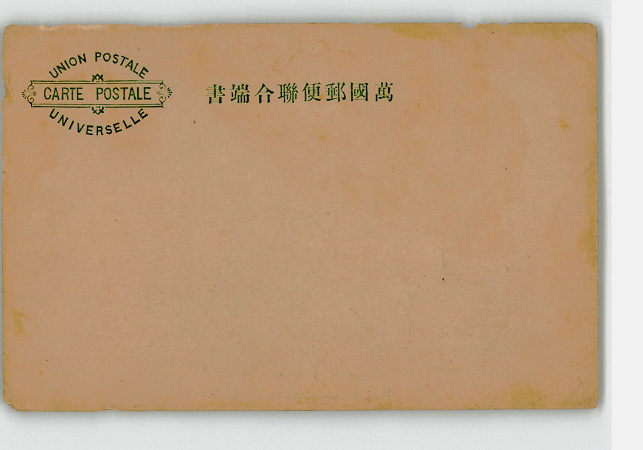 UNION POSTALE
CARTE POSTALE
UNIVERSELLE
書端合聯便郵國萬